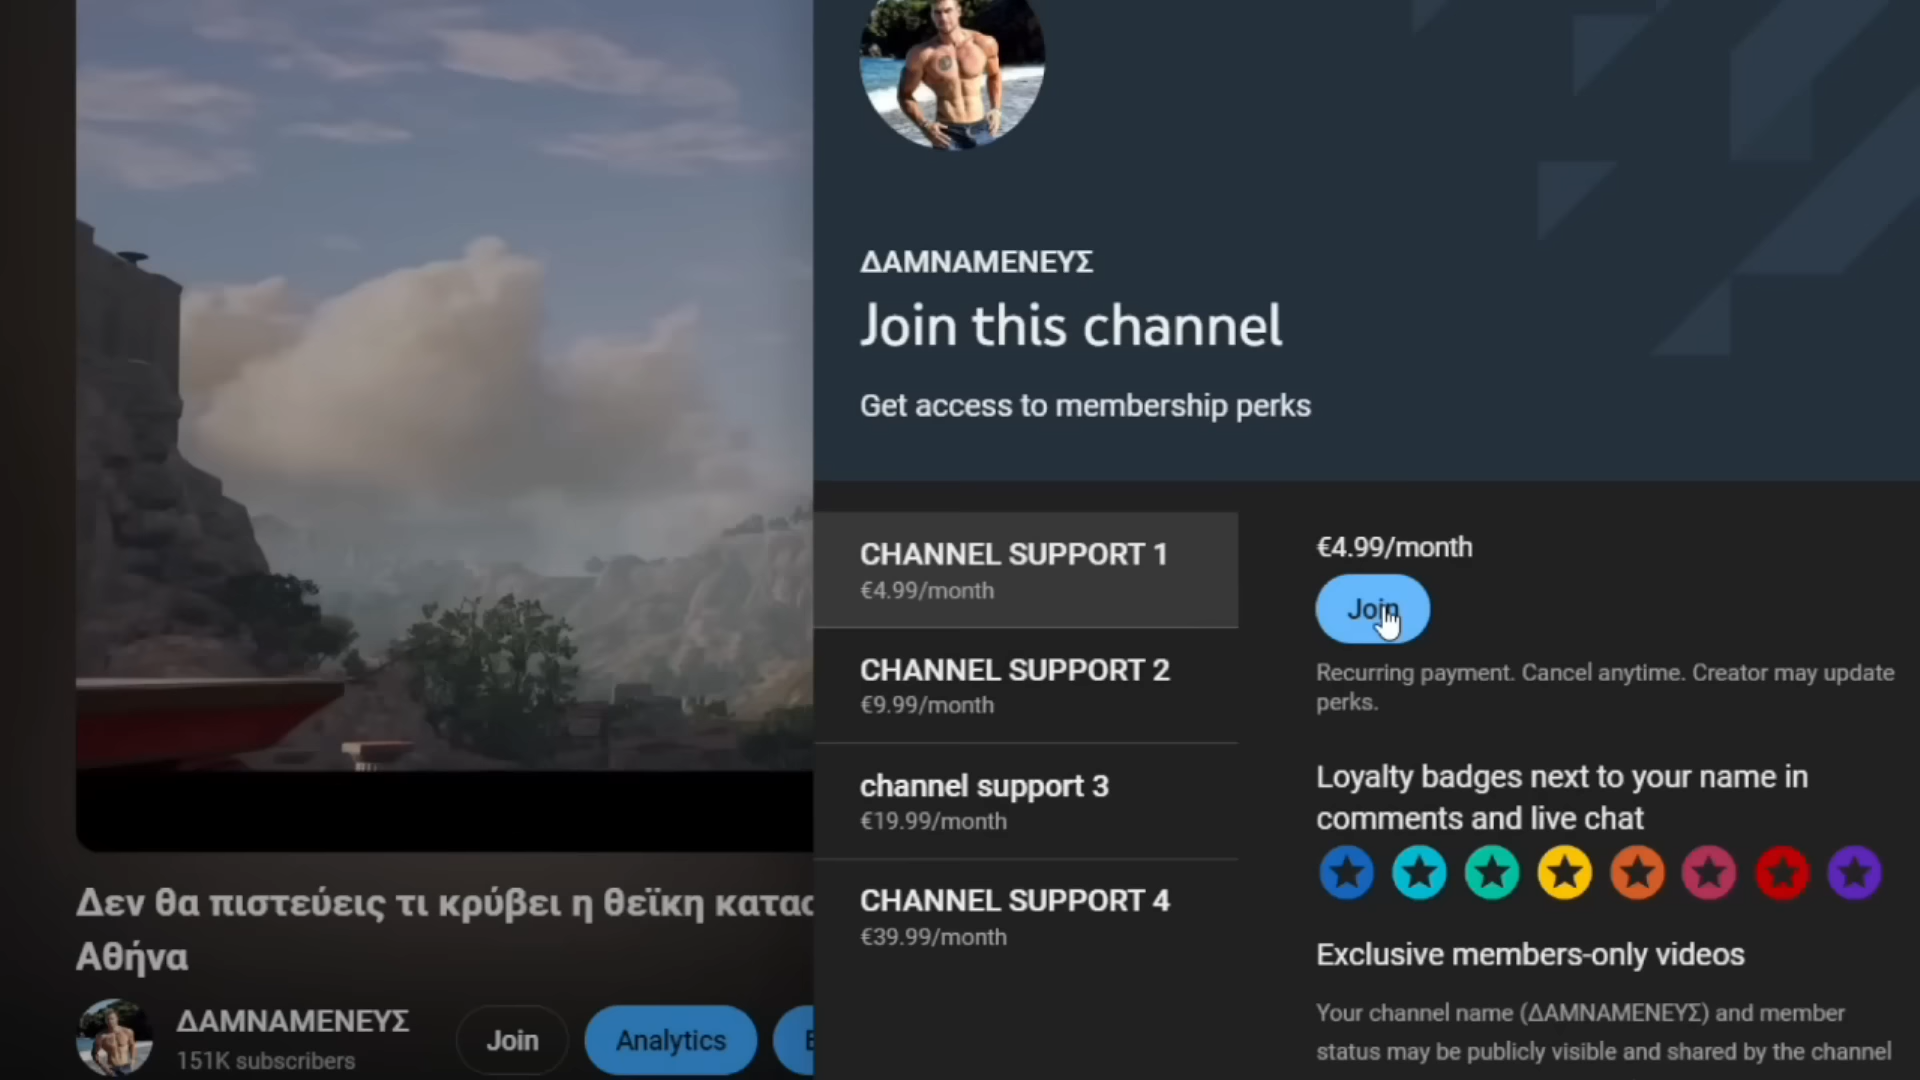 ΔΑΜΝΑΜΕΝΕΥΣ
Join this channel
Get access to membership perks
CHANNEL SUPPORT 1
€4.99/month
CHANNEL SUPPORT 2
€9.99/month
channel support 3
€19.99/month
CHANNEL SUPPORT 4
€39.99/month
€4.99/month
Join
Recurring payment. Cancel anytime. Creator may update
perks.
Loyalty badges next to your name in
comments and live chat
Exclusive members-only videos
Your channel name (ΔΑΜΝΑΜΕΝΕΥΣ) and member
status may be publicly visible and shared by the channel
Δεν θα πιστεύεις τι κρύβει η θεϊκη
Αθήνα
ΔΑΜΝΑΜΕΝΕΥΣ
151K subscribers
Join
Analytics